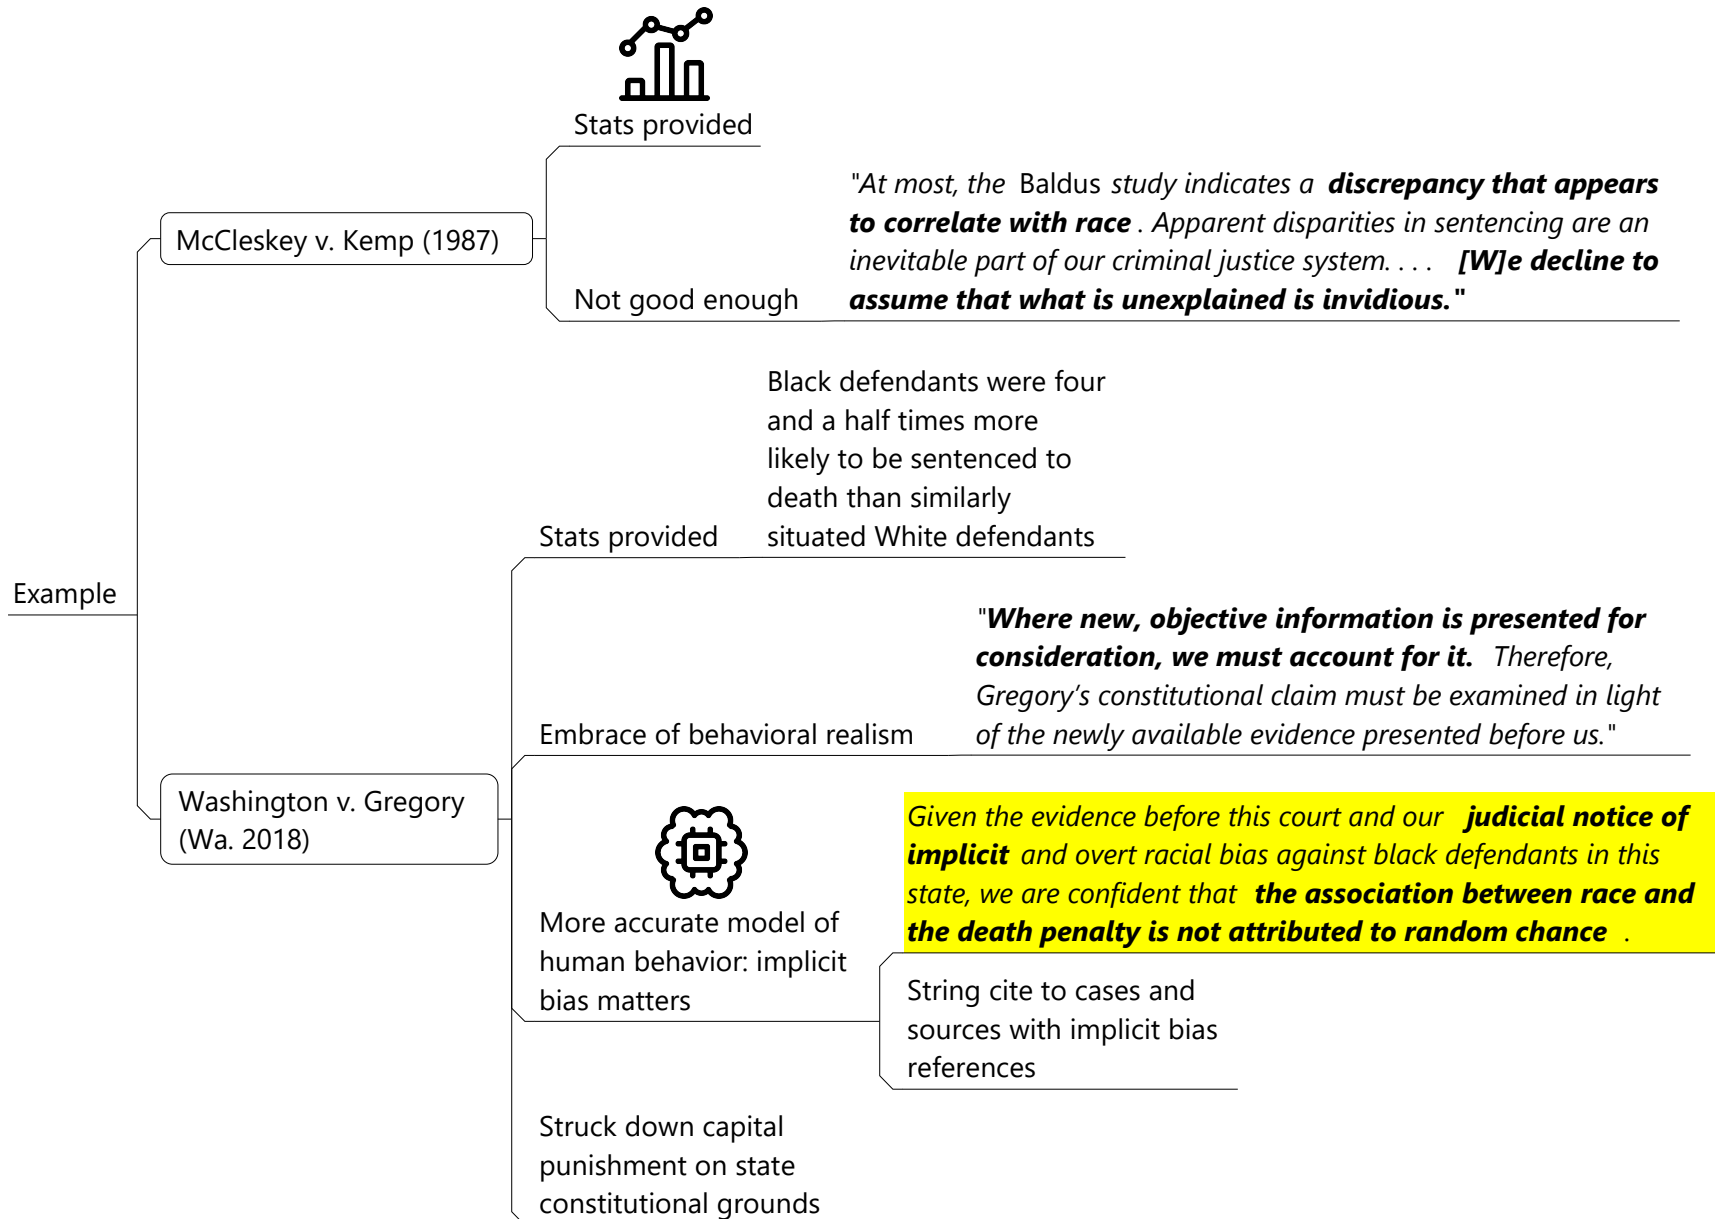 Stats provided
"At most, the Baldus study indicates a discrepancy that appears
to correlate with race . Apparent disparities in sentencing are an
inevitable part of our criminal justice system. . . . [W]e decline to
assume that what is unexplained is invidious."
McCleskey v. Kemp (1987)
Not good enough
Black defendants were four
and a half times more
likely to be sentenced to
death than similarly
situated White defendants
Stats provided
Example
"Where new, objective information is presented for
consideration, we must account for it. Therefore,
Gregory’s constitutional claim must be examined in light
of the newly available evidence presented before us."
Embrace of behavioral realism
Washington v. Gregory
(Wa. 2018)
Given the evidence before this court and our judicial notice of
implicit and overt racial bias against black defendants in this
state, we are confident that the association between race and
the death penalty is not attributed to random chance .
More accurate model of
human behavior: implicit
bias matters
String cite to cases and
sources with implicit bias
references
Struck down capital
punishment on state
constitutional grounds